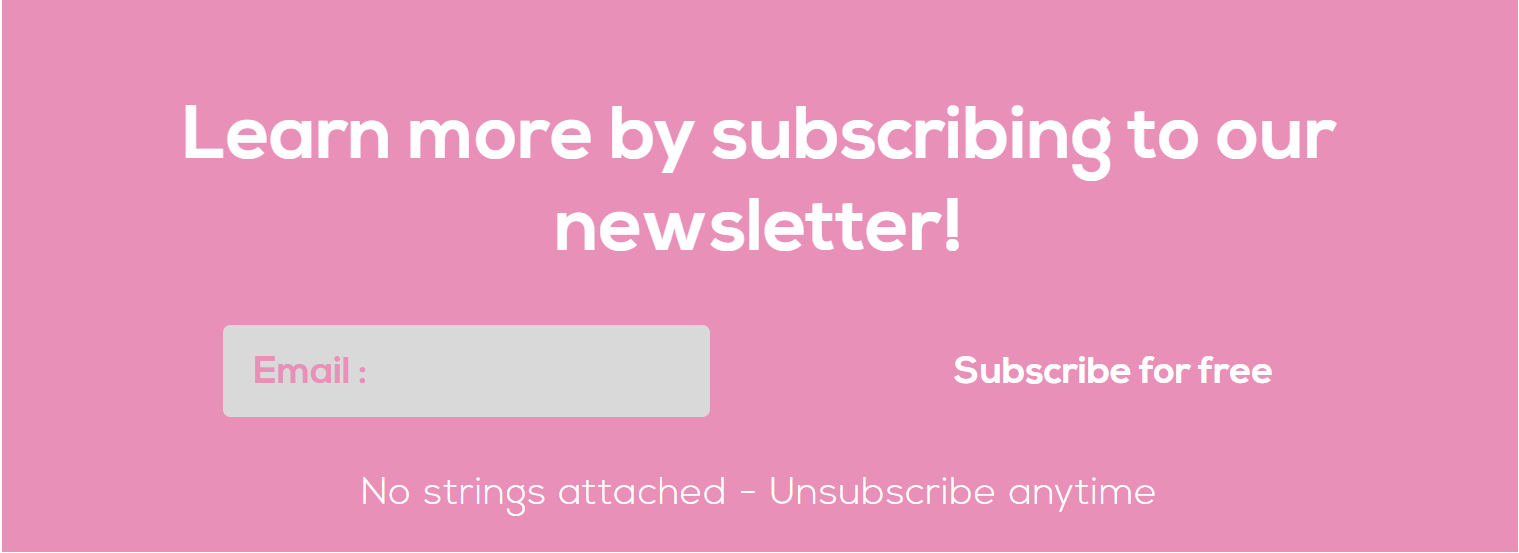 Learn more by subscribing to our
newsletter!
Email :
Subscribe for free
No strings attached - Unsubscribe anytime